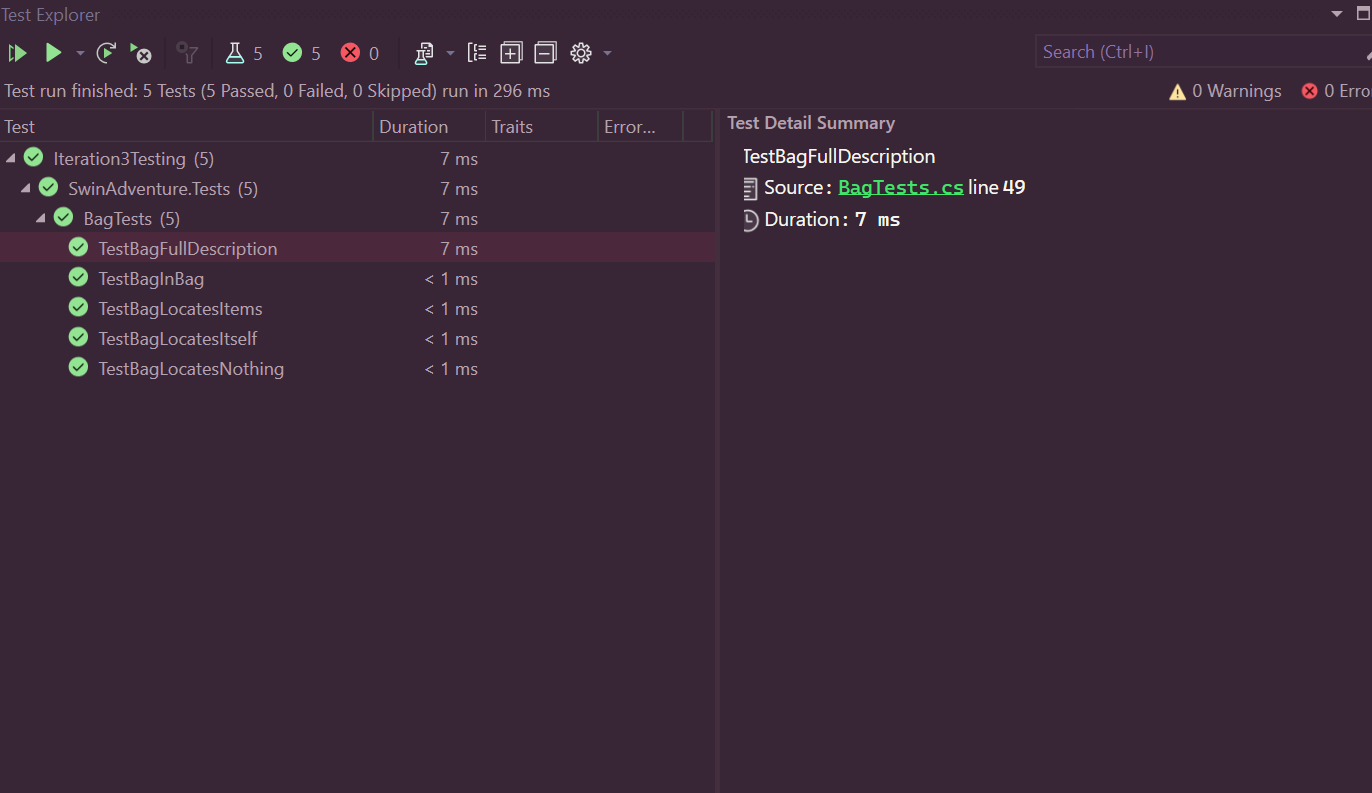 Test Explorer
5 5 0
Search (Ctrl+I)
Test run finished: 5 Tests (5 Passed, 0 Failed, 0 Skipped) run in 296 ms
0 Warnings 0 Erro
Test Duration Traits Error...
Iteration3Testing (5) 7 ms
SwinAdventure.Tests (5) 7 ms
BagTests (5) 7 ms
TestBagFullDescription 7 ms
TestBagInBag < 1 ms
TestBagLocatesItems < 1 ms
TestBagLocatesItself < 1 ms
TestBagLocatesNothing < 1 ms
Test Detail Summary
TestBagFullDescription
Source: BagTests.cs line 49
Duration: 7 ms